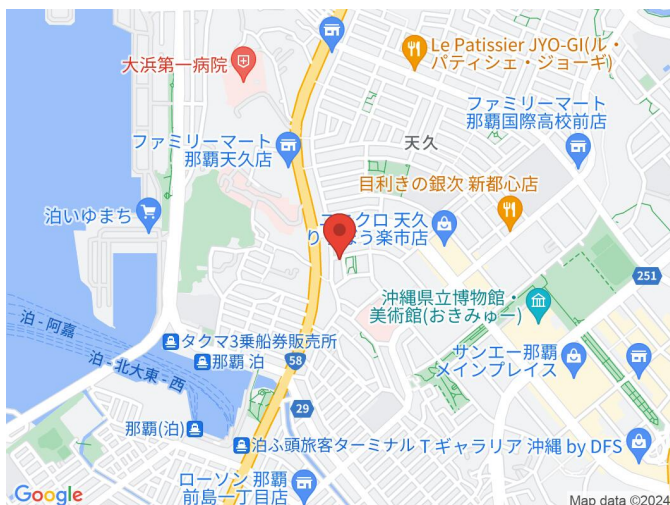 Le Patissier JYO-GI(ル・
パティシェ・ジョーギ)
大浜第一病院
ファミリーマート
那覇国際高校前店
天久
ファミリーマート
那覇天久店
目利きの銀次 新都心店
泊いゆまち
クロ 天久
う楽市店
251
沖縄県立博物館・
美術館(おきみゅー)
泊 - 阿嘉
タクマ3乗船券販売所
泊 - 北大東 - 西
那覇 泊
58
サンエー那覇
メインプレイス
29
那覇(泊)
泊ふ頭旅客ターミナル
T ギャラリア 沖縄 by DFS
ローソン 那覇
前島一丁目店
Google
Map data ©2024